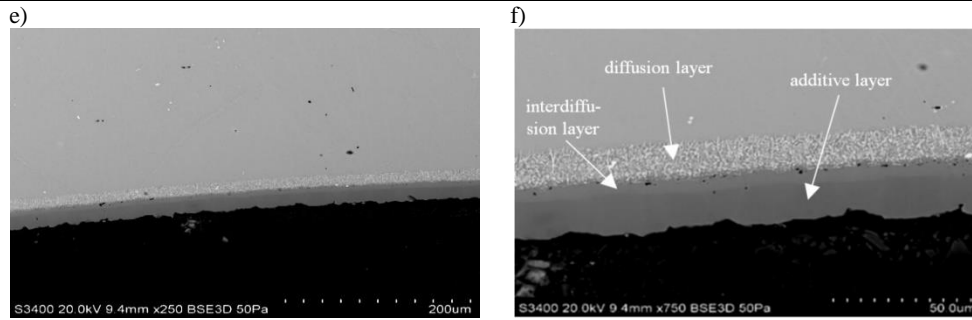 e)
f)
diffusion layer
additive layer
interdiffu-
sion layer
S3400 20.0kV 9.4mm x250 BSE3D 50Pa 200um
S3400 20.0kV 9.4mm x750 BSE3D 50Pa 50.0um